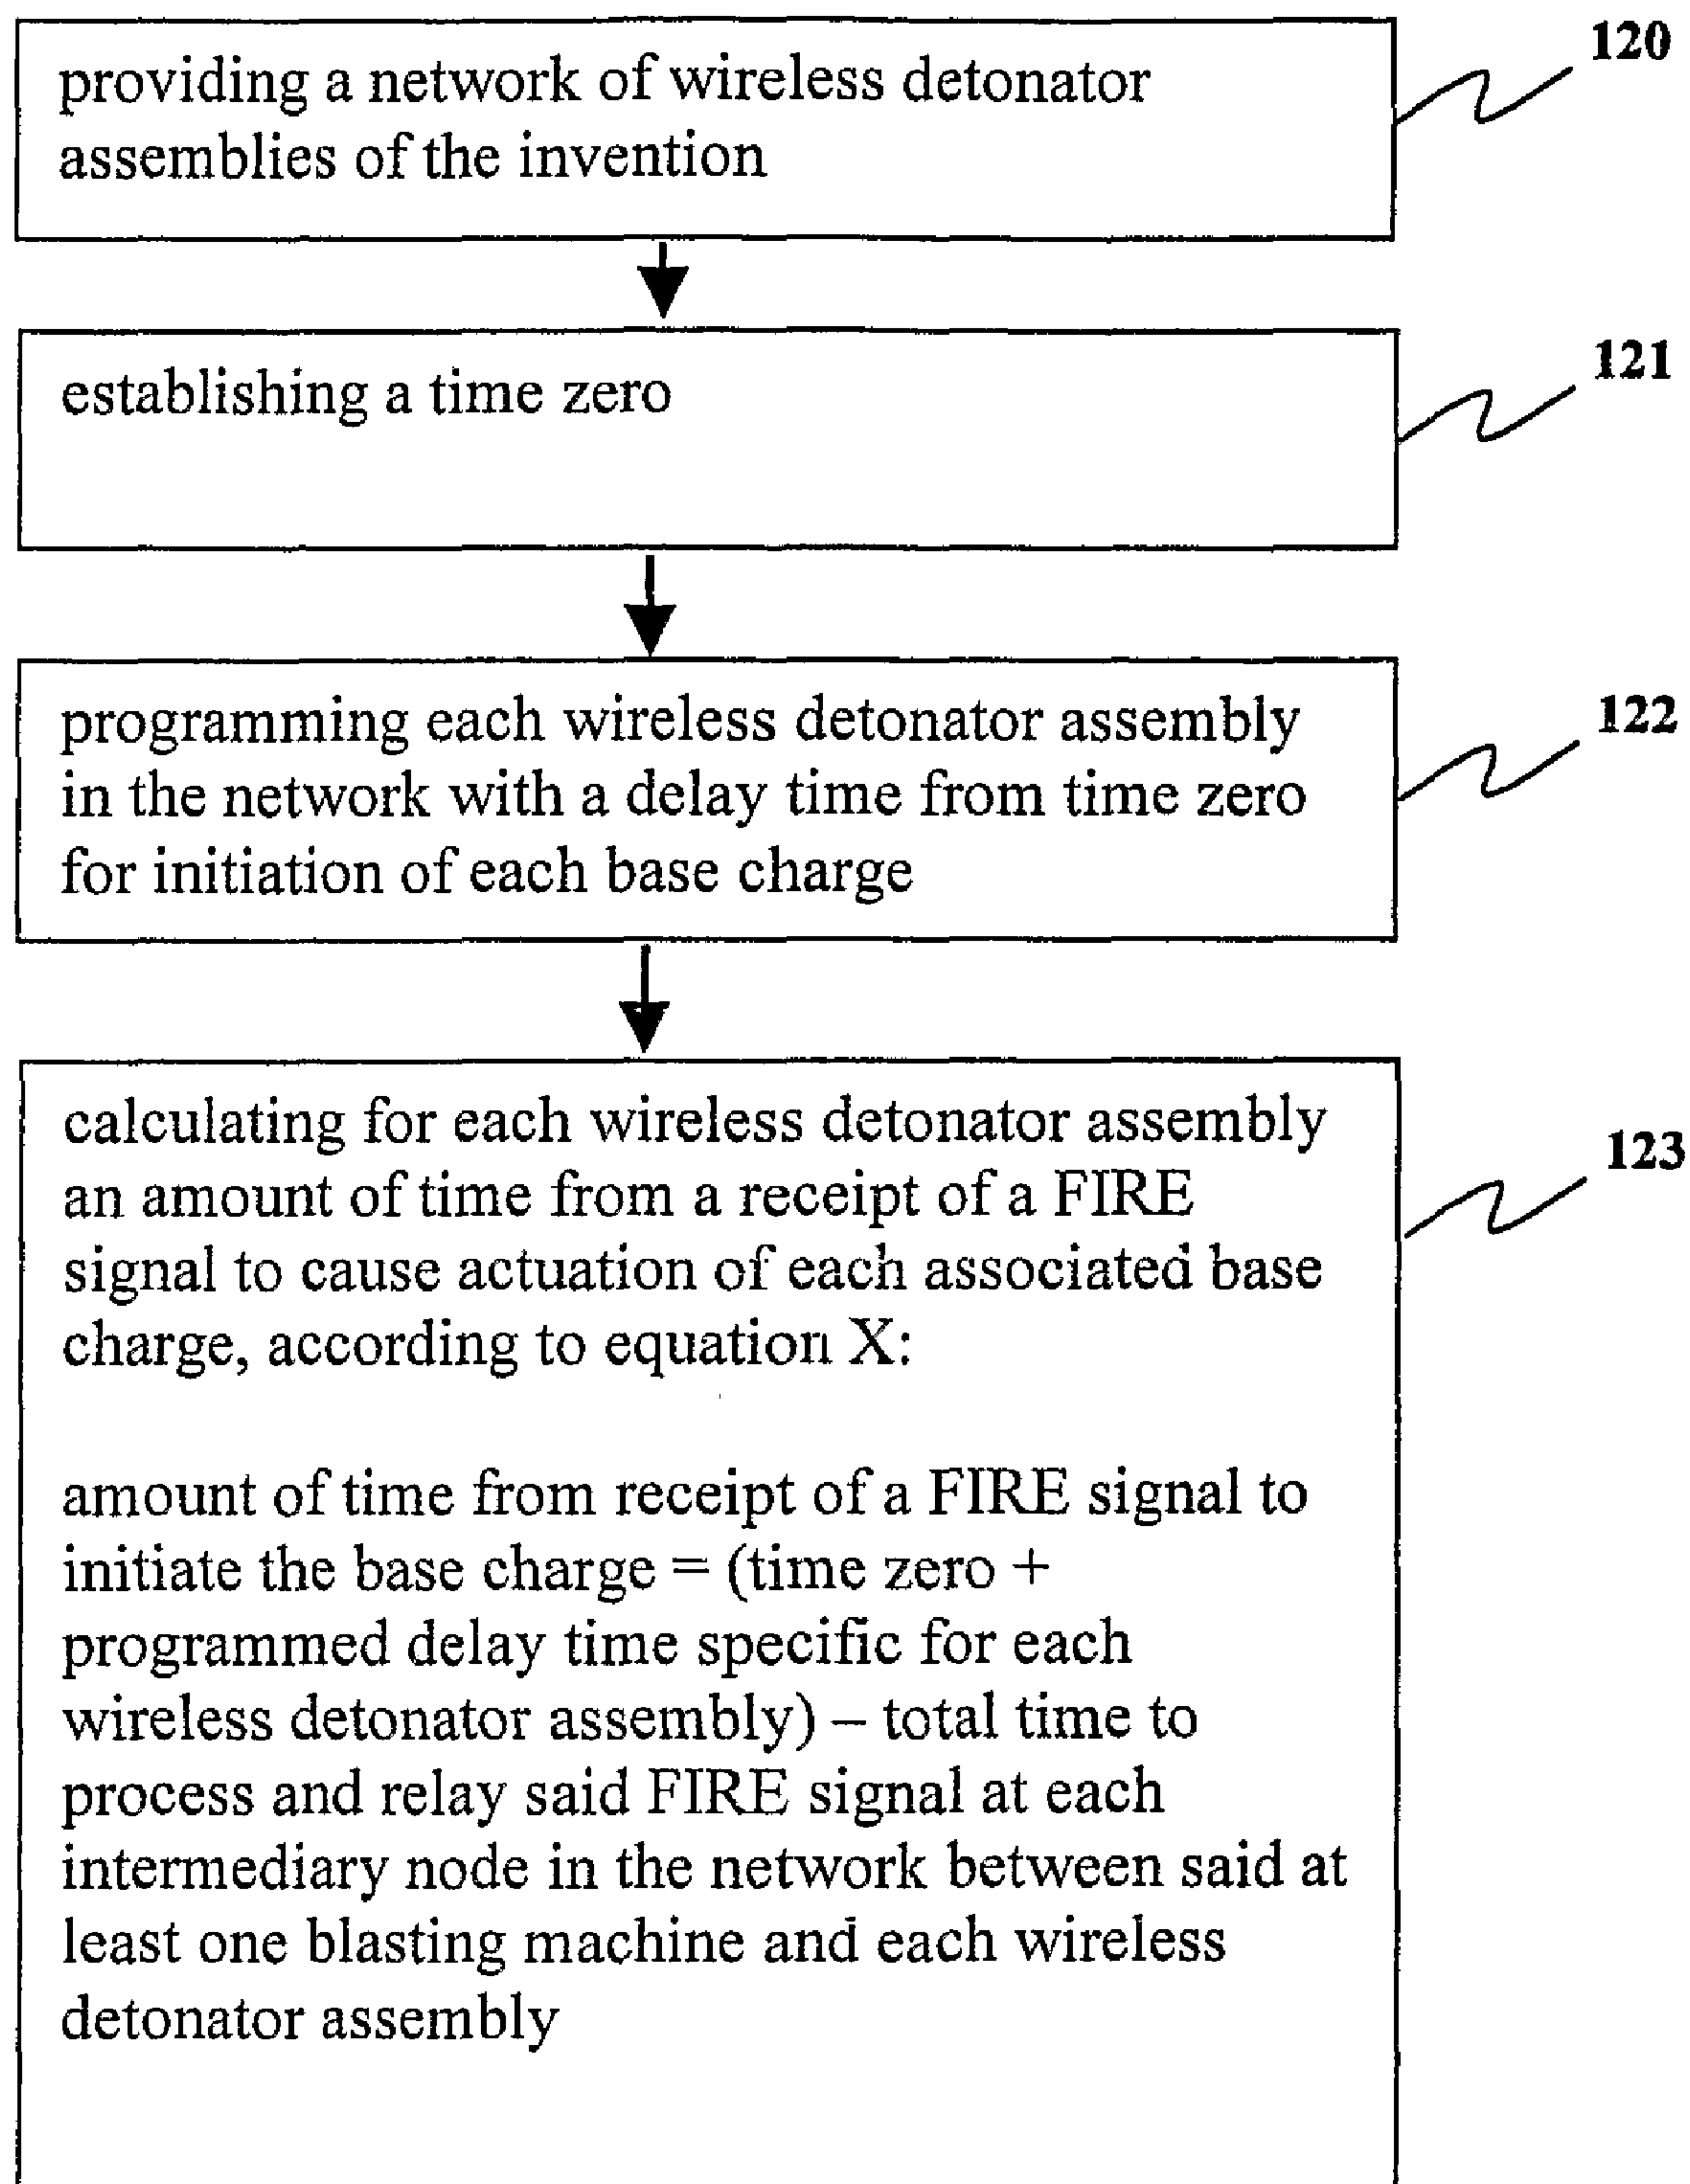 120
providing a network of wireless detonator
assemblies of the invention
121
establishing a time zero
122
programming each wireless detonator assembly
in the network with a delay time from time zero
for initiation of each base charge
123
calculating for each wireless detonator assembly
an amount of time from a receipt of a FIRE
signal to cause actuation of each associated base
charge, according to equation X:
amount of time from receipt of a FIRE signal to
initiate the base charge = (time zero +
programmed delay time specific for each
wireless detonator assembly) – total time to
process and relay said FIRE signal at each
intermediary node in the network between said at
least one blasting machine and each wireless
detonator assembly